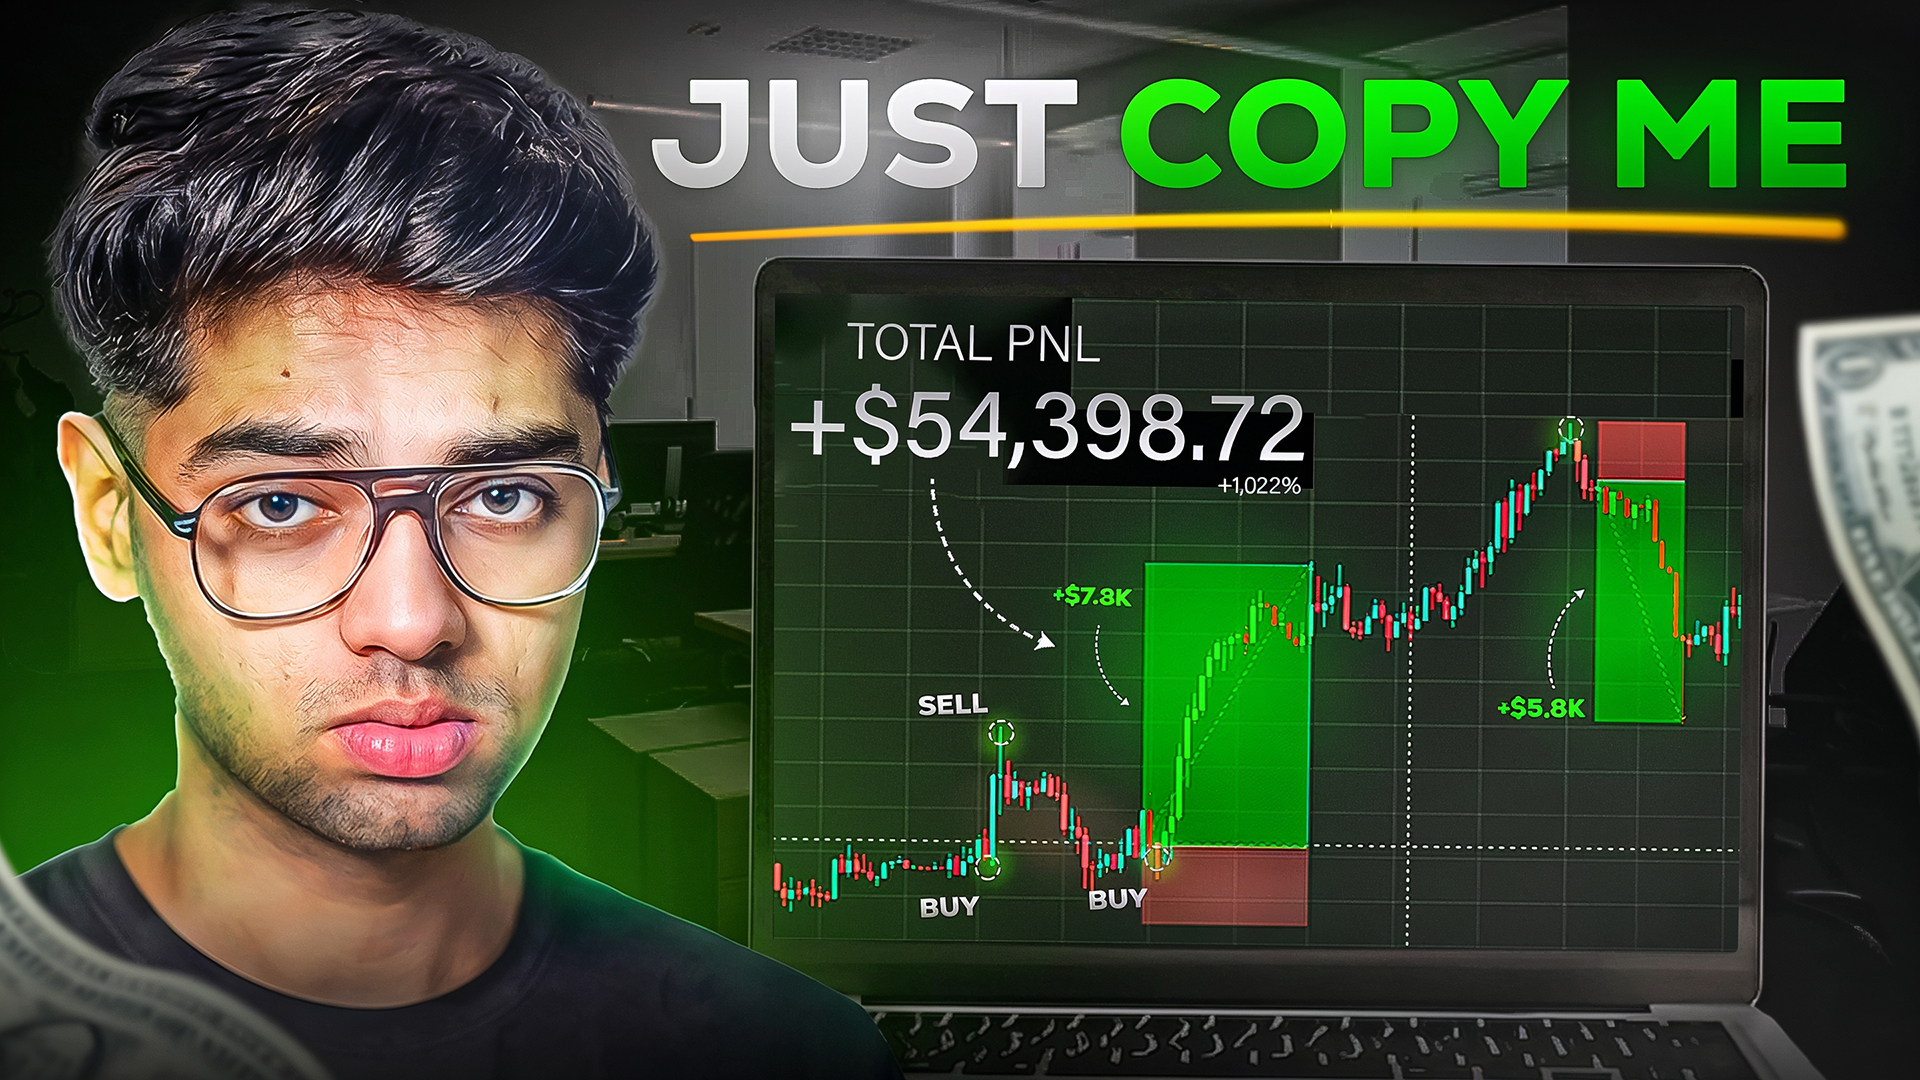 JUST COPY ME
TOTAL PNL
+$54,398.72
+1,022%
+$7.8K
SELL
+$5.8K
BUY
BUY